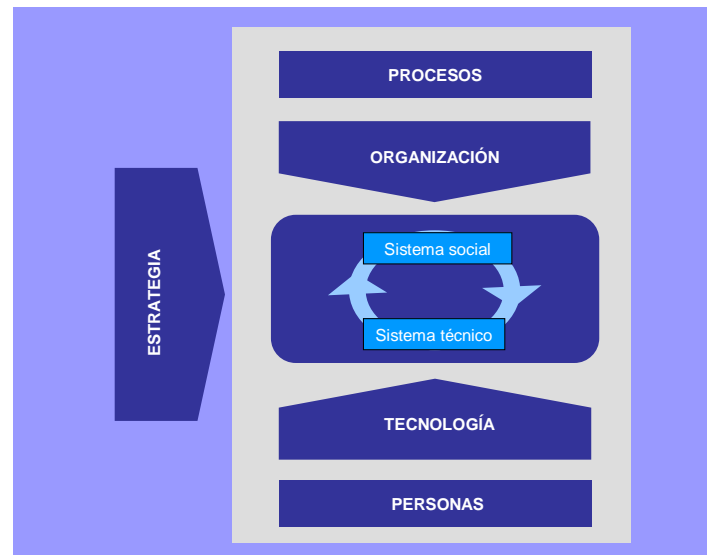 PROCESOS
ORGANIZACIÓN
ESTRATEGIA
Sistema social
Sistema técnico
TECNOLOGÍA
PERSONAS